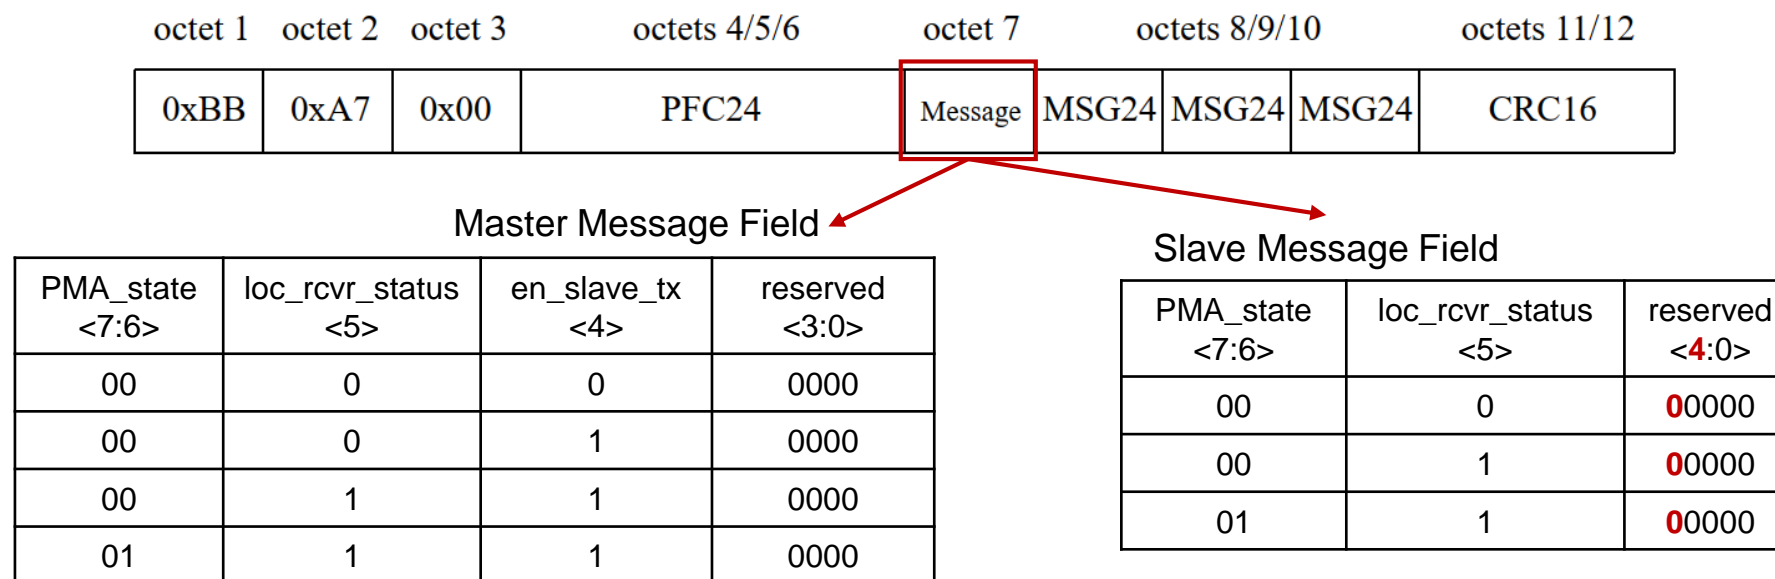 octet 1 octet 2 octet 3 octets 4/5/6 octet 7 octets 8/9/10 octets 11/12
0xBB 0xA7 0x00 PFC24 Message MSG24 MSG24 MSG24 CRC16
Master Message Field
PMA_state loc_rcvr_status en_slave_tx reserved
<7:6> <5> <4> <3:0>
00 0 0 0000
00 0 1 0000
00 1 1 0000
01 1 1 0000
Slave Message Field
PMA_state loc_rcvr_status reserved
<7:6> <5> <4:0>
00 0 00000
00 1 00000
01 1 00000